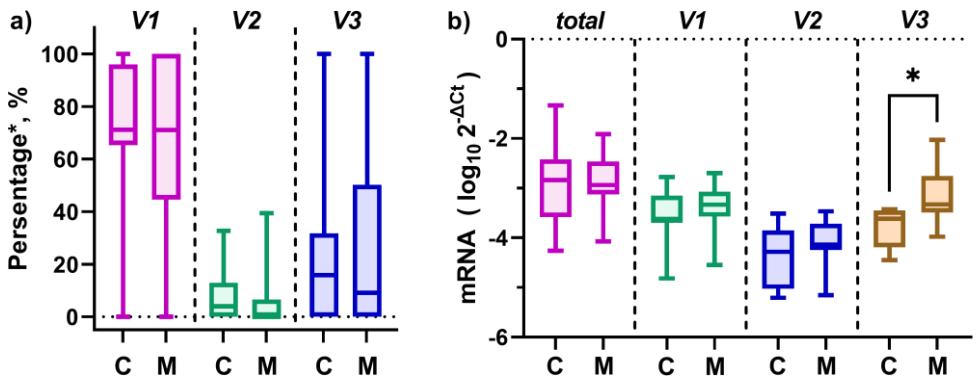 a) V1 V2 V3
Persentage*, %
100
80
60
40
20
0
C M C M C M
b) total V1 V2 V3
mRNA ( log10 2^-ΔCt)
0
-2
-4
-6
*
C M C M C M C M